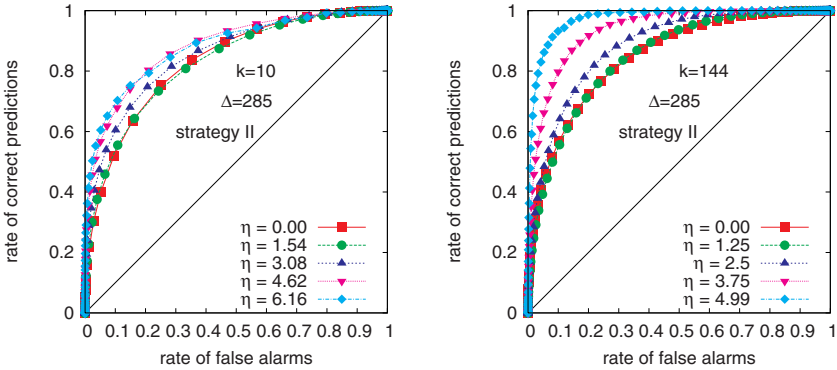 1
0.8
0.6
0.4
0.2
0
rate of correct predictions
k=10
Δ=285
strategy II
η = 0.00
η = 1.54
η = 3.08
η = 4.62
η = 6.16
0 0.1 0.2 0.3 0.4 0.5 0.6 0.7 0.8 0.9 1
rate of false alarms
1
0.8
0.6
0.4
0.2
0
rate of correct predictions
k=144
Δ=285
strategy II
η = 0.00
η = 1.25
η = 2.5
η = 3.75
η = 4.99
0 0.1 0.2 0.3 0.4 0.5 0.6 0.7 0.8 0.9 1
rate of false alarms